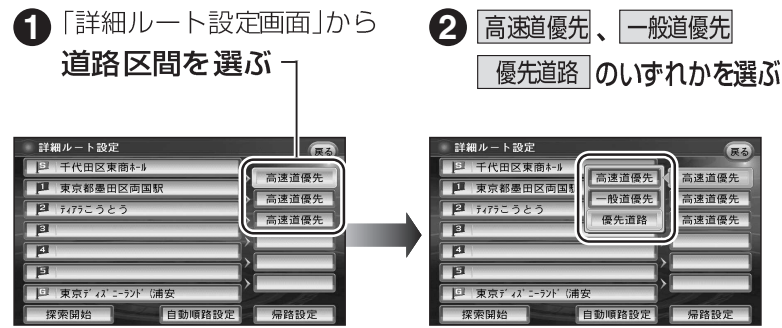 ❶「詳細ルート設定画面」から
道路区間を選ぶ
❷ 高速道優先 、 一般道優先
優先道路 のいずれかを選ぶ
詳細ルート設定
戻る
S 千代田区東商ホール
高速道優先
1 東京都墨田区両国駅
高速道優先
2 ティアラこうとう
高速道優先
3
4
5
G 東京ディズニーランド(浦安
探索開始 自動順路設定 帰路設定
詳細ルート設定
戻る
S 千代田区東商ホール
高速道優先 高速道優先
1 東京都墨田区両国
一般道優先 高速道優先
2 ティアラこうとう
優先道路 高速道優先
3
4
5
G 東京ディズニーランド(浦安
探索開始 自動順路設定 帰路設定